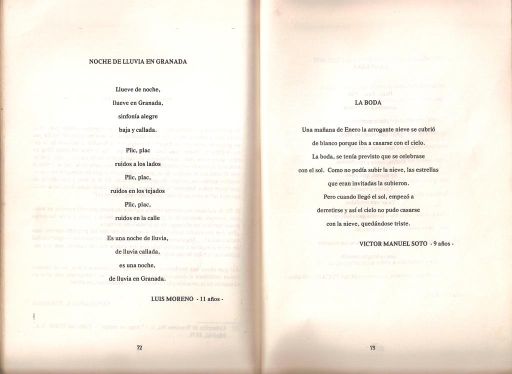 NOCHE DE LLUVIA EN GRANADA
Llueve de noche,
llueve en Granada,
sinfonía alegre
baja y callada.
Plic, plac
ruidos a los lados
Plic, plac,
ruidos en los tejados
Plic, plac,
ruidos en la calle
Es una noche de lluvia,
de lluvia callada,
es una noche,
de lluvia en Granada.
LUIS MORENO - 11 años -
72
LA BODA
Una mañana de Enero la arrogante nieve se cubrió
de blanco porque iba a casarse con el cielo.
La boda, se tenía previsto que se celebrase
con el sol. Como no podía subir la nieve, las estrellas
que eran invitadas la subieron.
Pero cuando llegó el sol, empezó a
derretirse y así el cielo no pudo casarse
con la nieve, quedándose triste.
VICTOR MANUEL SOTO - 9 años -
73